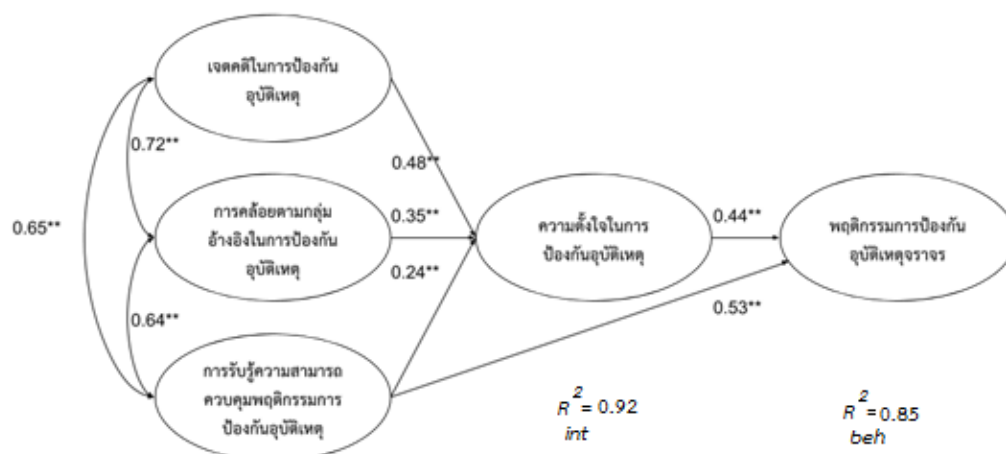 เจตคติในการป้องกัน
อุบัติเหตุ
0.72**
0.48**
0.65**
การคล้อยตามกลุ่ม
อ้างอิงในการป้องกัน
อุบัติเหตุ
0.35**
0.24**
ความตั้งใจในการ
ป้องกันอุบัติเหตุ
0.44**
พฤติกรรมการป้องกัน
อุบัติเหตุจราจร
0.53**
0.64**
การรับรู้ความสามารถ
ควบคุมพฤติกรรมการ
ป้องกันอุบัติเหตุ
R² = 0.92
int
R² = 0.85
beh